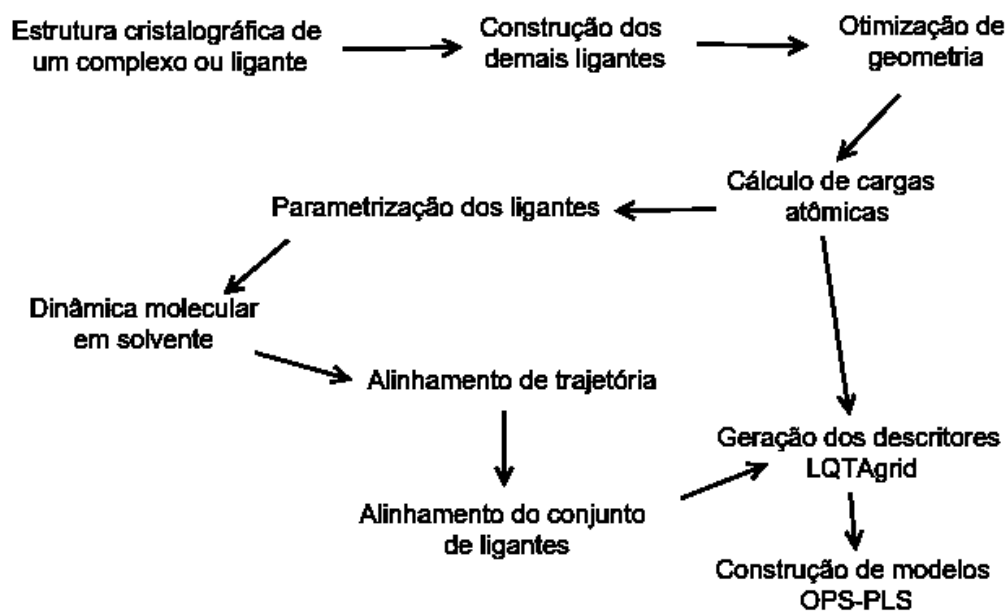 Estrutura cristalográfica de
um complexo ou ligante
Construção dos
demais ligantes
Otimização de
geometria
Cálculo de cargas
atômicas
Parametrização dos ligantes
Dinâmica molecular
em solvente
Alinhamento de trajetória
Alinhamento do conjunto
de ligantes
Geração dos descritores
LQTAgrid
Construção de modelos
OPS-PLS